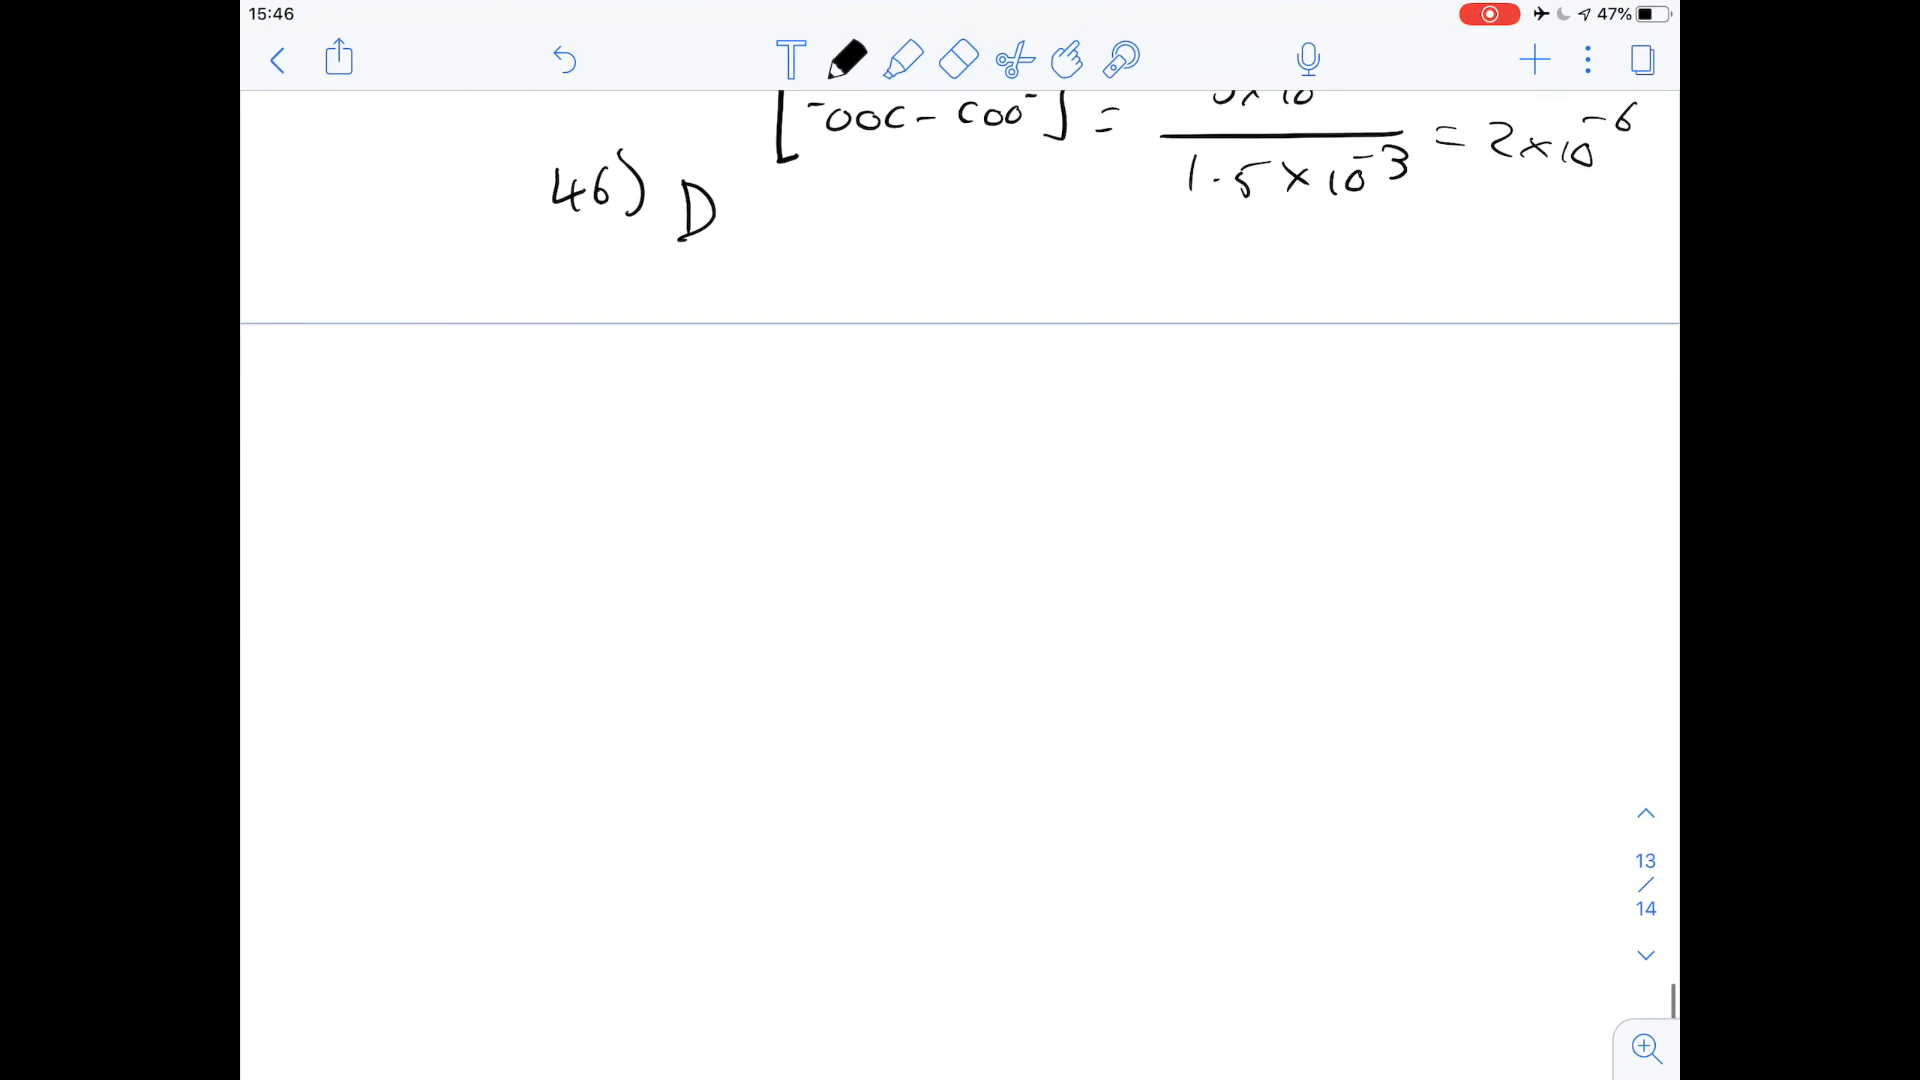 15:46
47%
[⁻OOC - COO⁻] = / 1.5 × 10⁻³ = 2 × 10⁻⁶
46) D
13
/
14